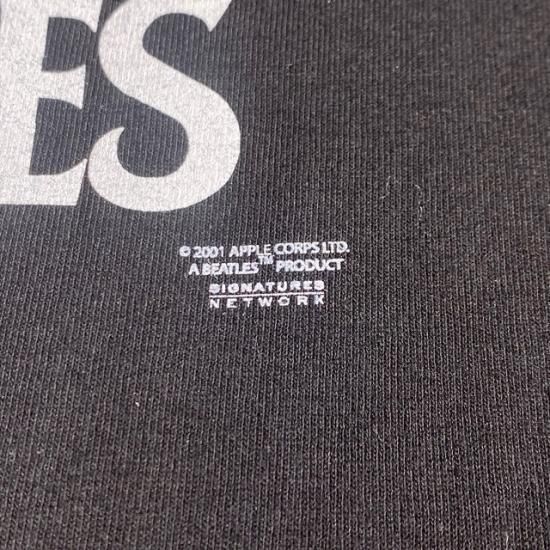 ES
© 2001 APPLE CORPS LTD.
A BEATLES™ PRODUCT
SIGNATURES
NETWORK